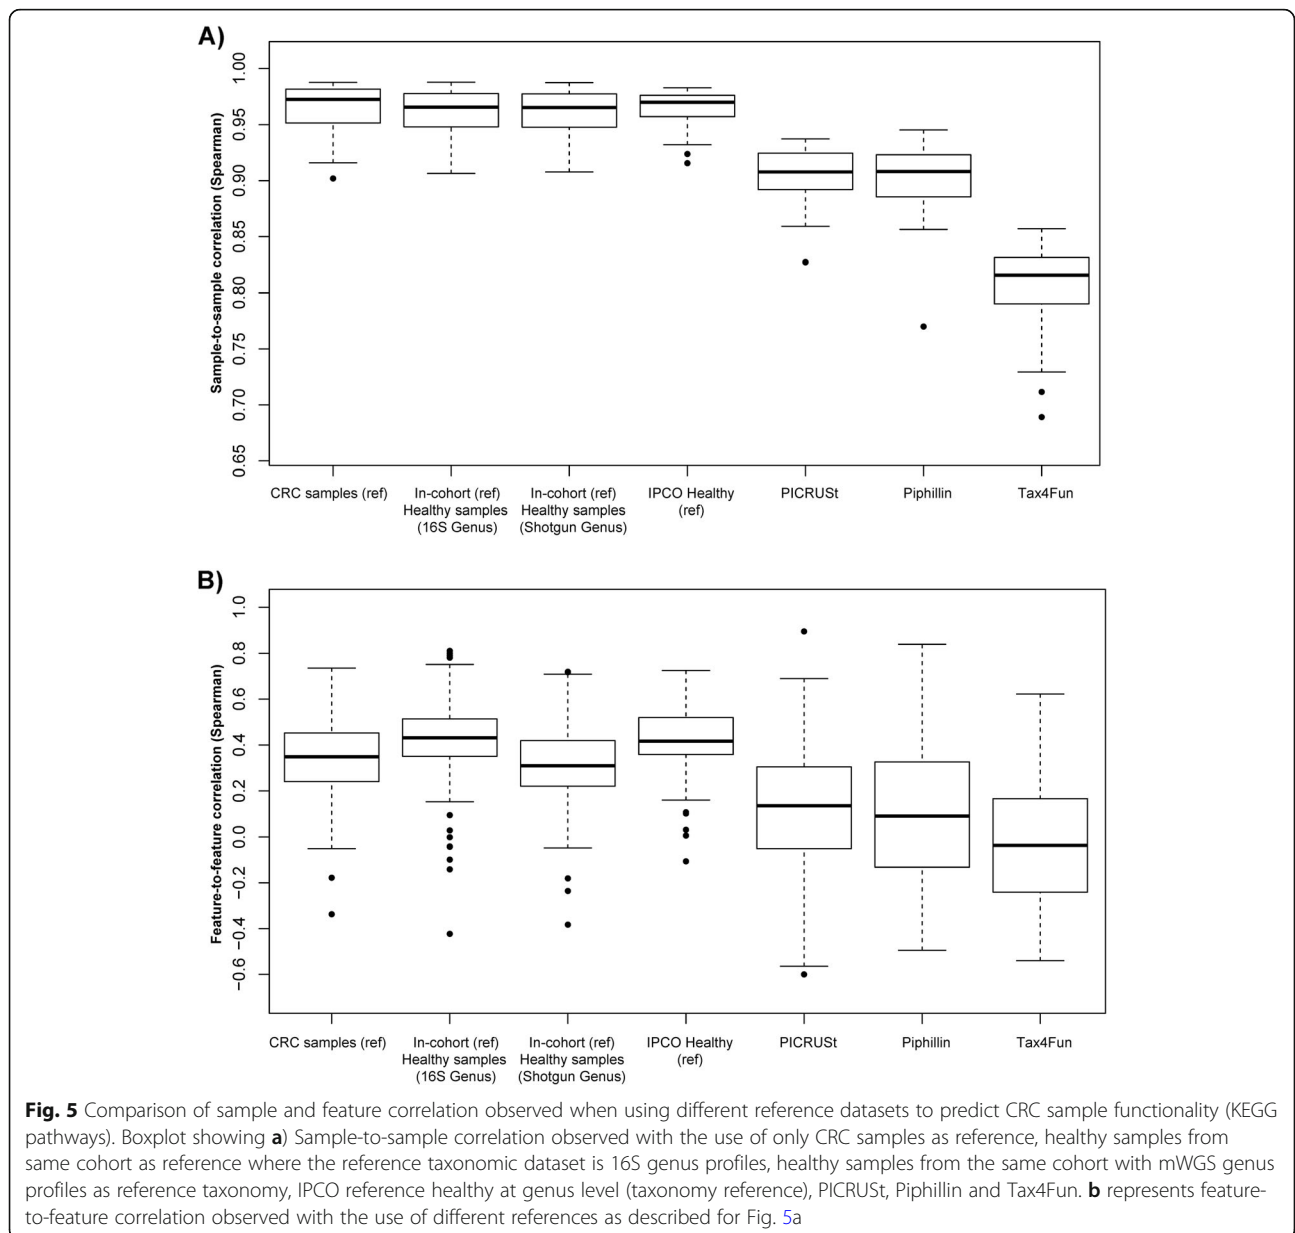 A)
Sample-to-sample correlation (Spearman)
1.00
0.95
0.90
0.85
0.80
0.75
0.70
0.65
CRC samples (ref)
In-cohort (ref)
Healthy samples
(16S Genus)
In-cohort (ref)
Healthy samples
(Shotgun Genus)
IPCO Healthy
(ref)
PICRUSt
Piphillin
Tax4Fun
B)
Feature-to-feature correlation (Spearman)
1.0
0.8
0.6
0.4
0.2
0.0
−0.2
−0.4
−0.6
CRC samples (ref)
In-cohort (ref)
Healthy samples
(16S Genus)
In-cohort (ref)
Healthy samples
(Shotgun Genus)
IPCO Healthy
(ref)
PICRUSt
Piphillin
Tax4Fun
Fig. 5 Comparison of sample and feature correlation observed when using different reference datasets to predict CRC sample functionality (KEGG
pathways). Boxplot showing a) Sample-to-sample correlation observed with the use of only CRC samples as reference, healthy samples from
same cohort as reference where the reference taxonomic dataset is 16S genus profiles, healthy samples from the same cohort with mWGS genus
profiles as reference taxonomy, IPCO reference healthy at genus level (taxonomy reference), PICRUSt, Piphillin and Tax4Fun. b represents feature-
to-feature correlation observed with the use of different references as described for Fig. 5a